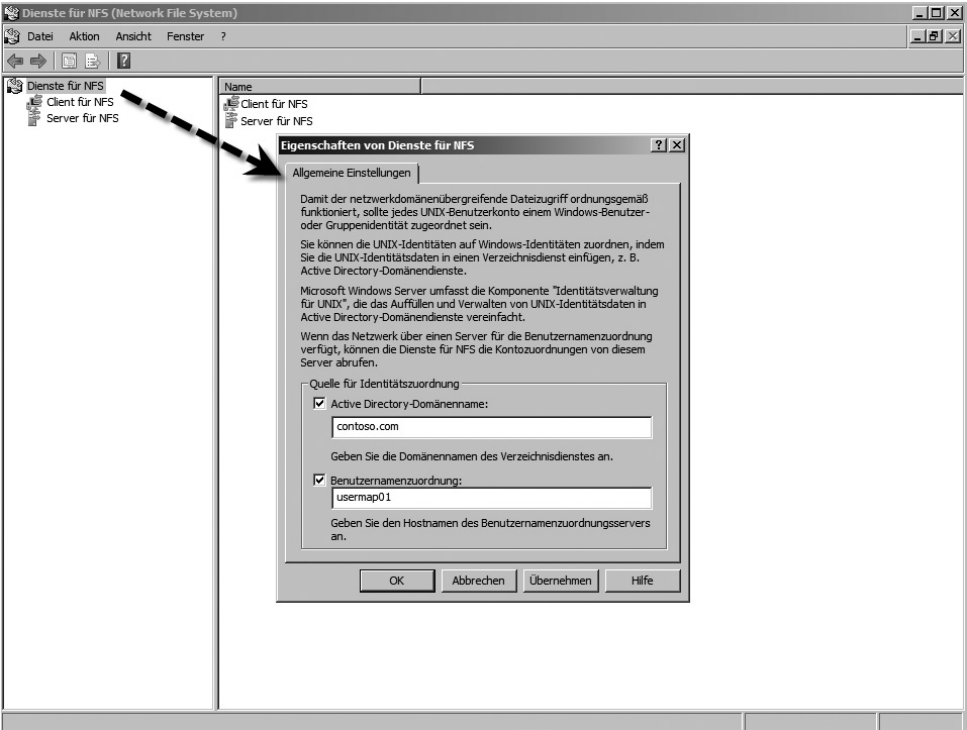 Dienste für NFS (Network File System)
Datei Aktion Ansicht Fenster ?
Dienste für NFS
Client für NFS
Server für NFS
Name
Client für NFS
Server für NFS
Eigenschaften von Dienste für NFS
Allgemeine Einstellungen
Damit der netzwerkdomänenübergreifende Dateizugriff ordnungsgemäß
funktioniert, sollte jedes UNIX-Benutzerkonto einem Windows-Benutzer-
oder Gruppenidentität zugeordnet sein.
Sie können die UNIX-Identitäten auf Windows-Identitäten zuordnen, indem
Sie die UNIX-Identitätsdaten in einen Verzeichnisdienst einfügen, z. B.
Active Directory-Domänendienste.
Microsoft Windows Server umfasst die Komponente "Identitätsverwaltung
für UNIX", die das Auffüllen und Verwalten von UNIX-Identitätsdaten in
Active Directory-Domänendienste vereinfacht.
Wenn das Netzwerk über einen Server für die Benutzernamenzuordnung
verfügt, können die Dienste für NFS die Kontozuordnungen von diesem
Server abrufen.
Quelle für Identitätszuordnung
Active Directory-Domänenname:
contoso.com
Geben Sie die Domänennamen des Verzeichnisdienstes an.
Benutzernamenzuordnung:
usermap01
Geben Sie den Hostnamen des Benutzernamenzuordnungsservers
an.
OK Abbrechen Übernehmen Hilfe